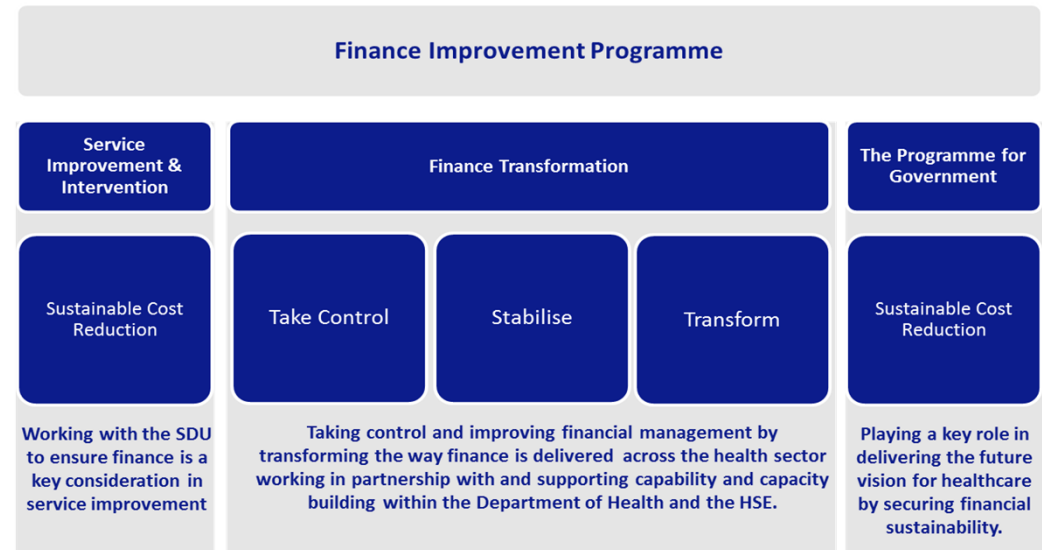 Finance Improvement Programme
Service
Improvement &
Intervention
Finance Transformation
The Programme for
Government
Sustainable Cost
Reduction
Take Control
Stabilise
Transform
Sustainable Cost
Reduction
Working with the SDU
to ensure finance is a
key consideration in
service improvement
Taking control and improving financial management by
transforming the way finance is delivered across the health sector
working in partnership with and supporting capability and capacity
building within the Department of Health and the HSE.
Playing a key role in
delivering the future
vision for healthcare
by securing financial
sustainability.